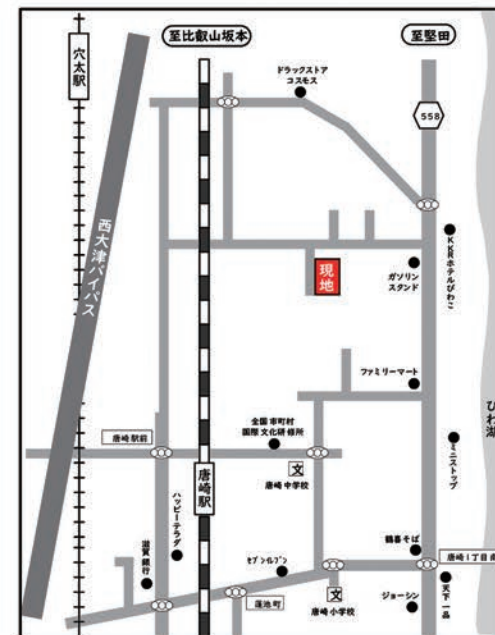 至比叡山坂本
至堅田
穴太駅
ドラックストア
コスモス
558
西大津バイパス
KKRホテルびわこ
現地
ガソリン
スタンド
ファミリーマート
びわ湖
全国市町村
国際文化研修所
唐崎駅前
ミニストップ
文
唐崎中学校
唐崎駅
ハッピーテラダ
滋賀銀行
鶴喜そば
唐崎1丁目
セブンイレブン
天下一品
蓮池町
文
唐崎小学校
ジョーシン